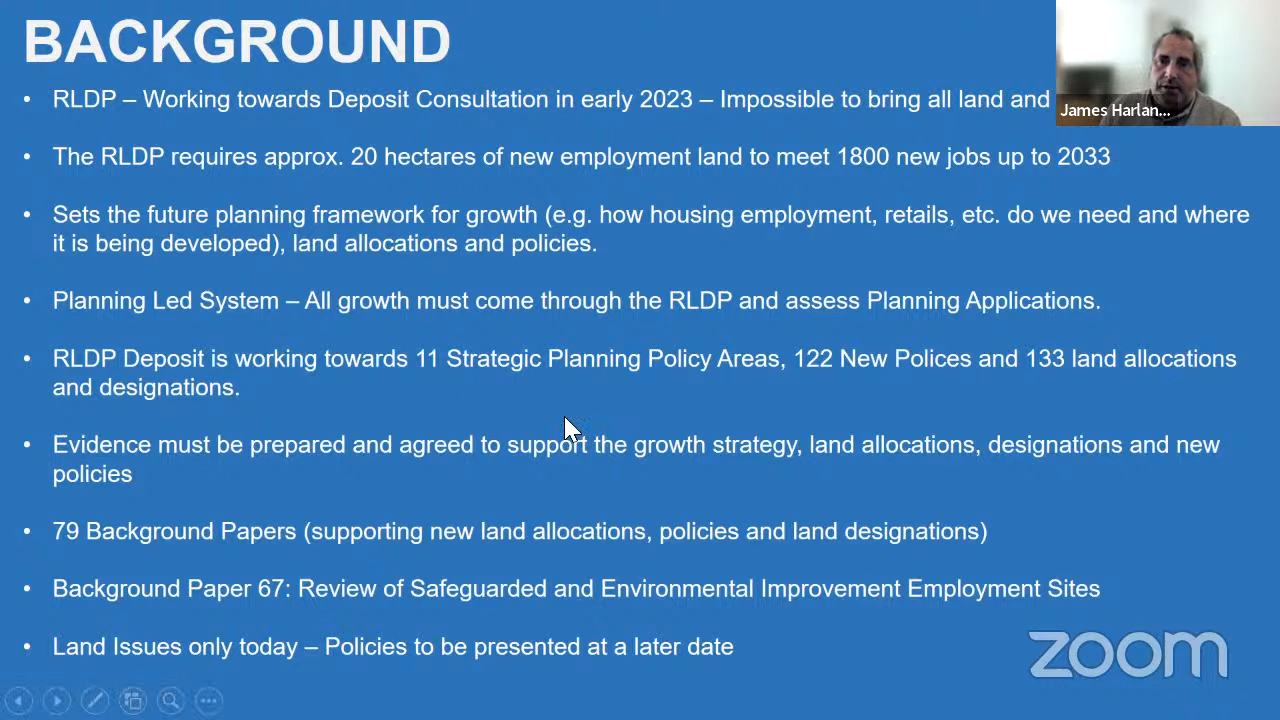 BACKGROUND
• RLDP – Working towards Deposit Consultation in early 2023 – Impossible to bring all land and
James Harlan...
• The RLDP requires approx. 20 hectares of new employment land to meet 1800 new jobs up to 2033
• Sets the future planning framework for growth (e.g. how housing employment, retails, etc. do we need and where
it is being developed), land allocations and policies.
• Planning Led System – All growth must come through the RLDP and assess Planning Applications.
• RLDP Deposit is working towards 11 Strategic Planning Policy Areas, 122 New Polices and 133 land allocations
and designations.
• Evidence must be prepared and agreed to support the growth strategy, land allocations, designations and new
policies
• 79 Background Papers (supporting new land allocations, policies and land designations)
• Background Paper 67: Review of Safeguarded and Environmental Improvement Employment Sites
• Land Issues only today – Policies to be presented at a later date
zoom